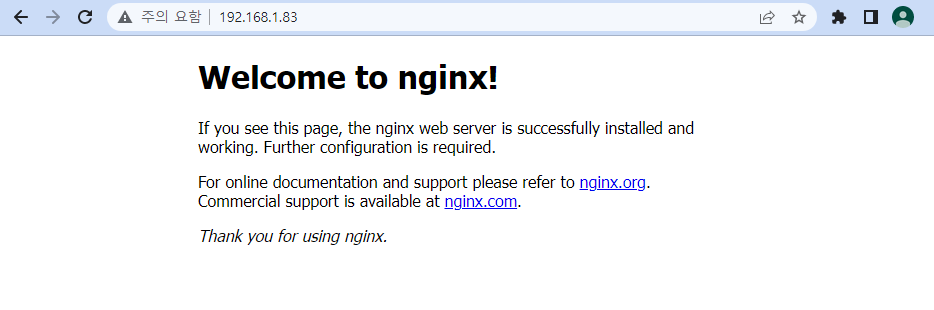 주의 요함 192.168.1.83
Welcome to nginx!
If you see this page, the nginx web server is successfully installed and
working. Further configuration is required.
For online documentation and support please refer to nginx.org.
Commercial support is available at nginx.com.
Thank you for using nginx.